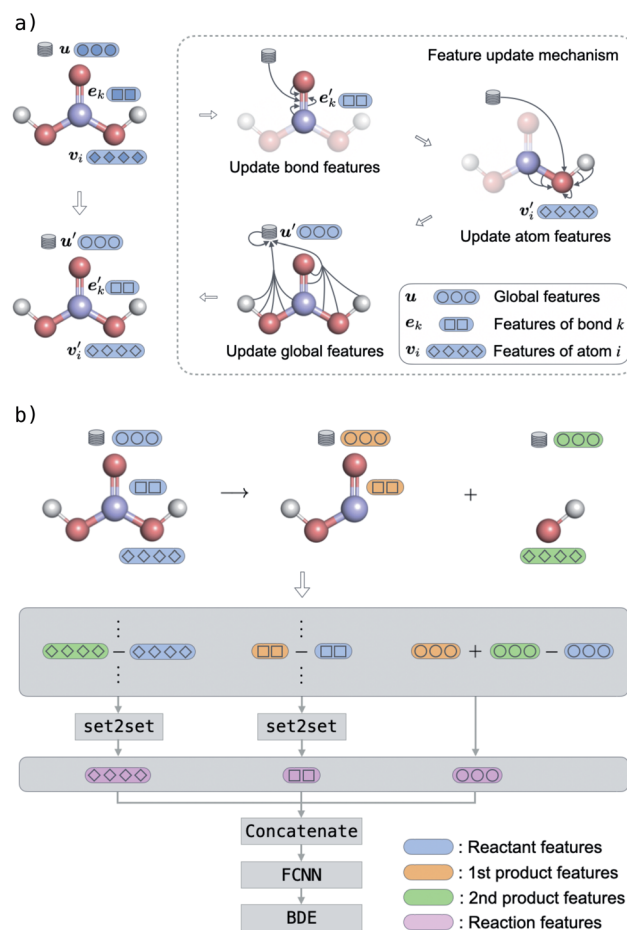 a)
u
e_k
v_i
u′
e′_k
v′_i
Feature update mechanism
e′_k
Update bond features
v′_i
Update atom features
u′
Update global features
u Global features
e_k Features of bond k
v_i Features of atom i
b)
→
+
⋮ ⋮
− − + −
⋮ ⋮
set2set set2set
Concatenate
FCNN
BDE
: Reactant features
: 1st product features
: 2nd product features
: Reaction features